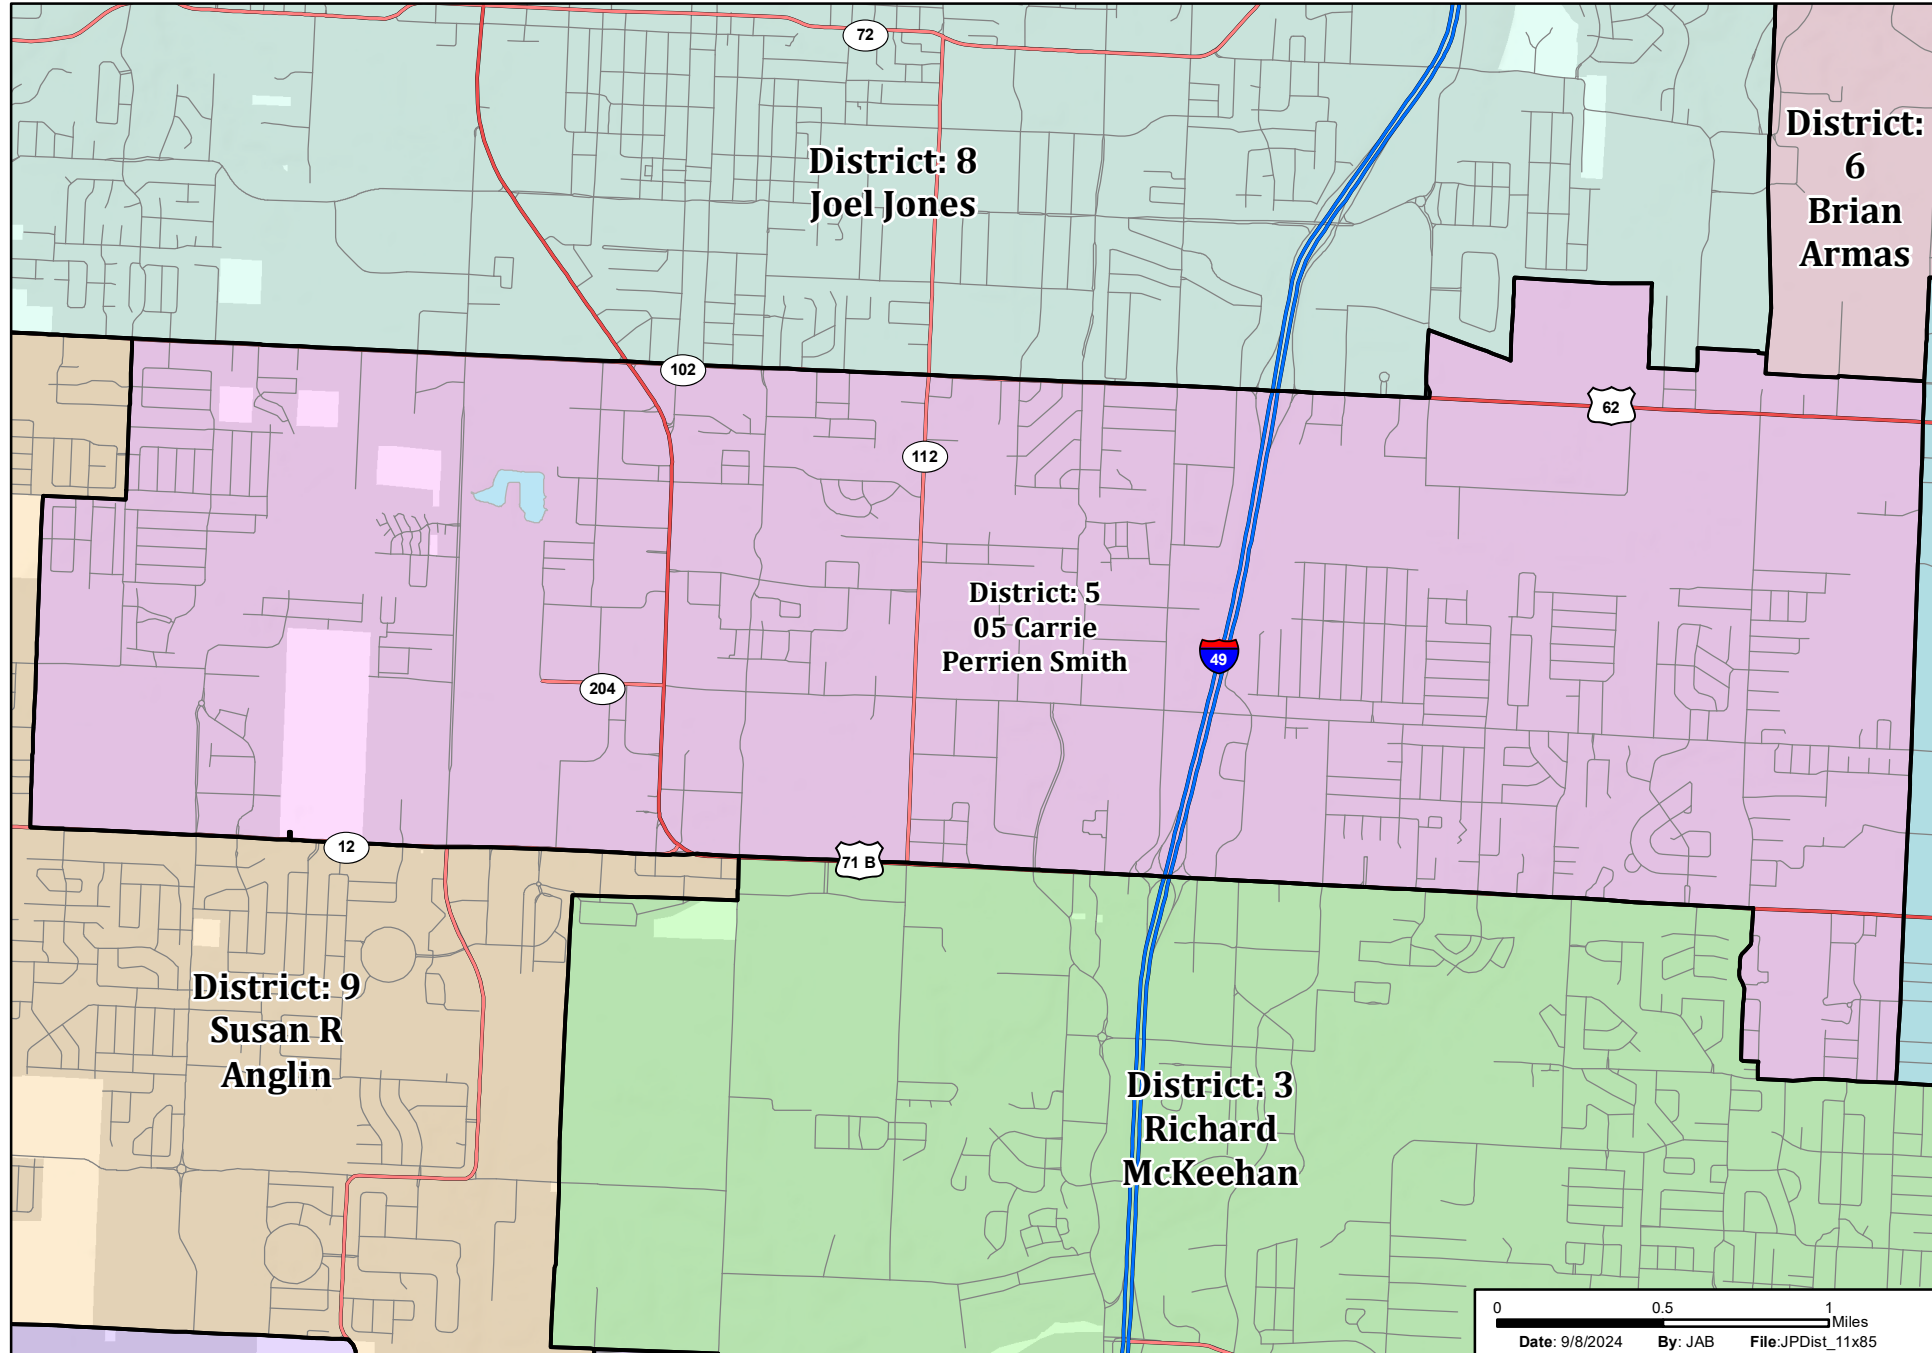 72
District: 8
Joel Jones
District:
6
Brian
Armas
102
62
112
District: 5
05 Carrie
Perrien Smith
49
204
12
71 B
District: 9
Susan R
Anglin
District: 3
Richard
McKeehan
0 0.5 1
Miles
Date: 9/8/2024 By: JAB File:JPDist_11x85